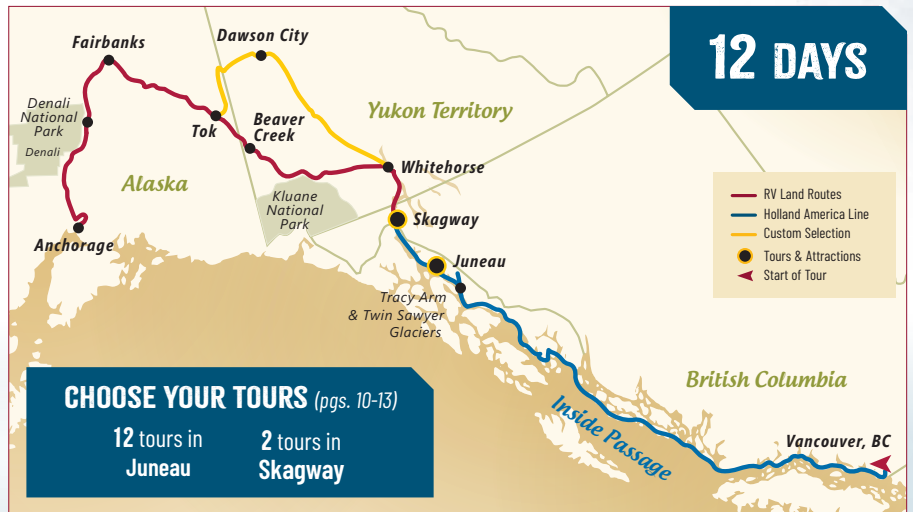 12 DAYS
Fairbanks
Dawson City
Denali
National
Park
Denali
Tok
Beaver
Creek
Yukon Territory
Whitehorse
Alaska
Kluane
National
Park
Skagway
Anchorage
Juneau
Tracy Arm
& Twin Sawyer
Glaciers
RV Land Routes
Holland America Line
Custom Selection
Tours & Attractions
Start of Tour
British Columbia
Inside Passage
Vancouver, BC
CHOOSE YOUR TOURS (pgs. 10-13)
12 tours in
Juneau
2 tours in
Skagway